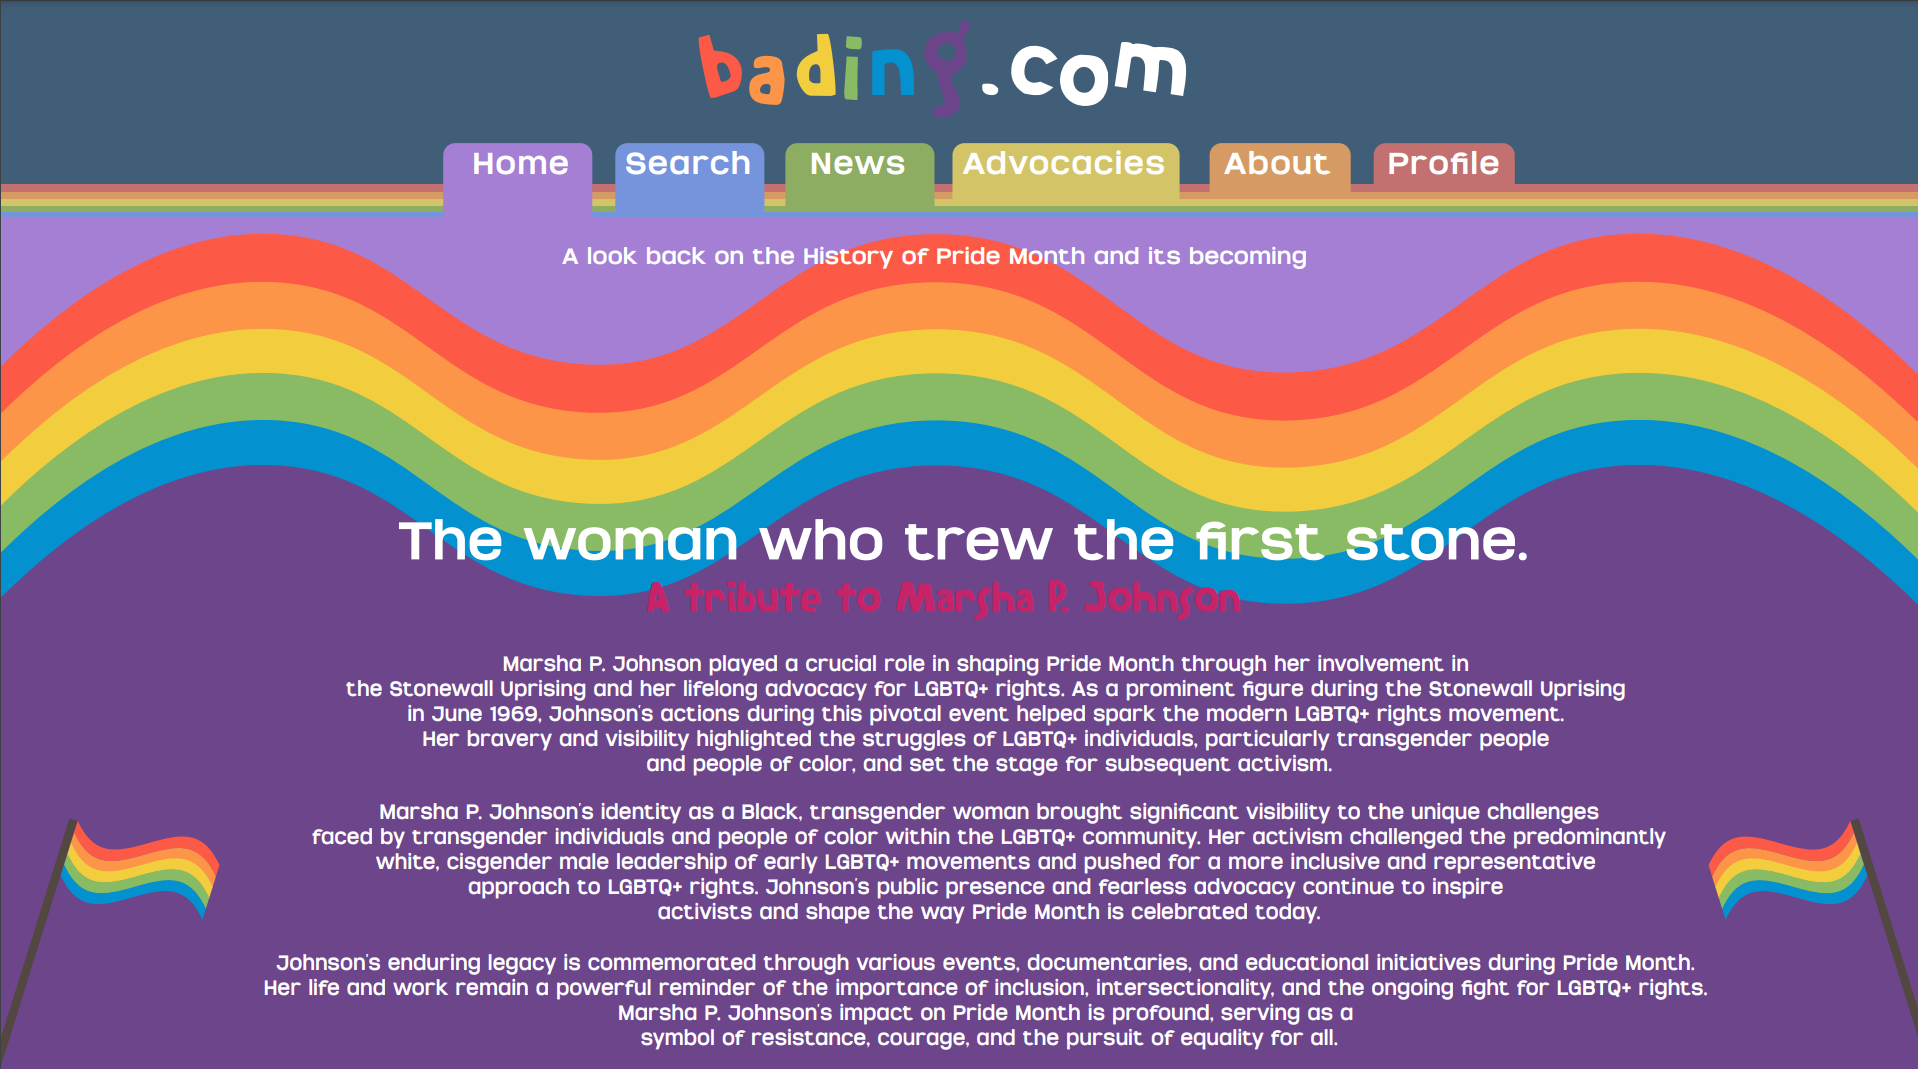 bading.com
Home Search News Advocacies About Profile
A look back on the History of Pride Month and its becoming
The woman who trew the first stone.
A tribute to Marsha P. Johnson
Marsha P. Johnson played a crucial role in shaping Pride Month through her involvement in
the Stonewall Uprising and her lifelong advocacy for LGBTQ+ rights. As a prominent figure during the Stonewall Uprising
in June 1969, Johnson's actions during this pivotal event helped spark the modern LGBTQ+ rights movement.
Her bravery and visibility highlighted the struggles of LGBTQ+ individuals, particularly transgender people
and people of color, and set the stage for subsequent activism.
Marsha P. Johnson's identity as a Black, transgender woman brought significant visibility to the unique challenges
faced by transgender individuals and people of color within the LGBTQ+ community. Her activism challenged the predominantly
white, cisgender male leadership of early LGBTQ+ movements and pushed for a more inclusive and representative
approach to LGBTQ+ rights. Johnson's public presence and fearless advocacy continue to inspire
activists and shape the way Pride Month is celebrated today.
Johnson's enduring legacy is commemorated through various events, documentaries, and educational initiatives during Pride Month.
Her life and work remain a powerful reminder of the importance of inclusion, intersectionality, and the ongoing fight for LGBTQ+ rights.
Marsha P. Johnson's impact on Pride Month is profound, serving as a
symbol of resistance, courage, and the pursuit of equality for all.